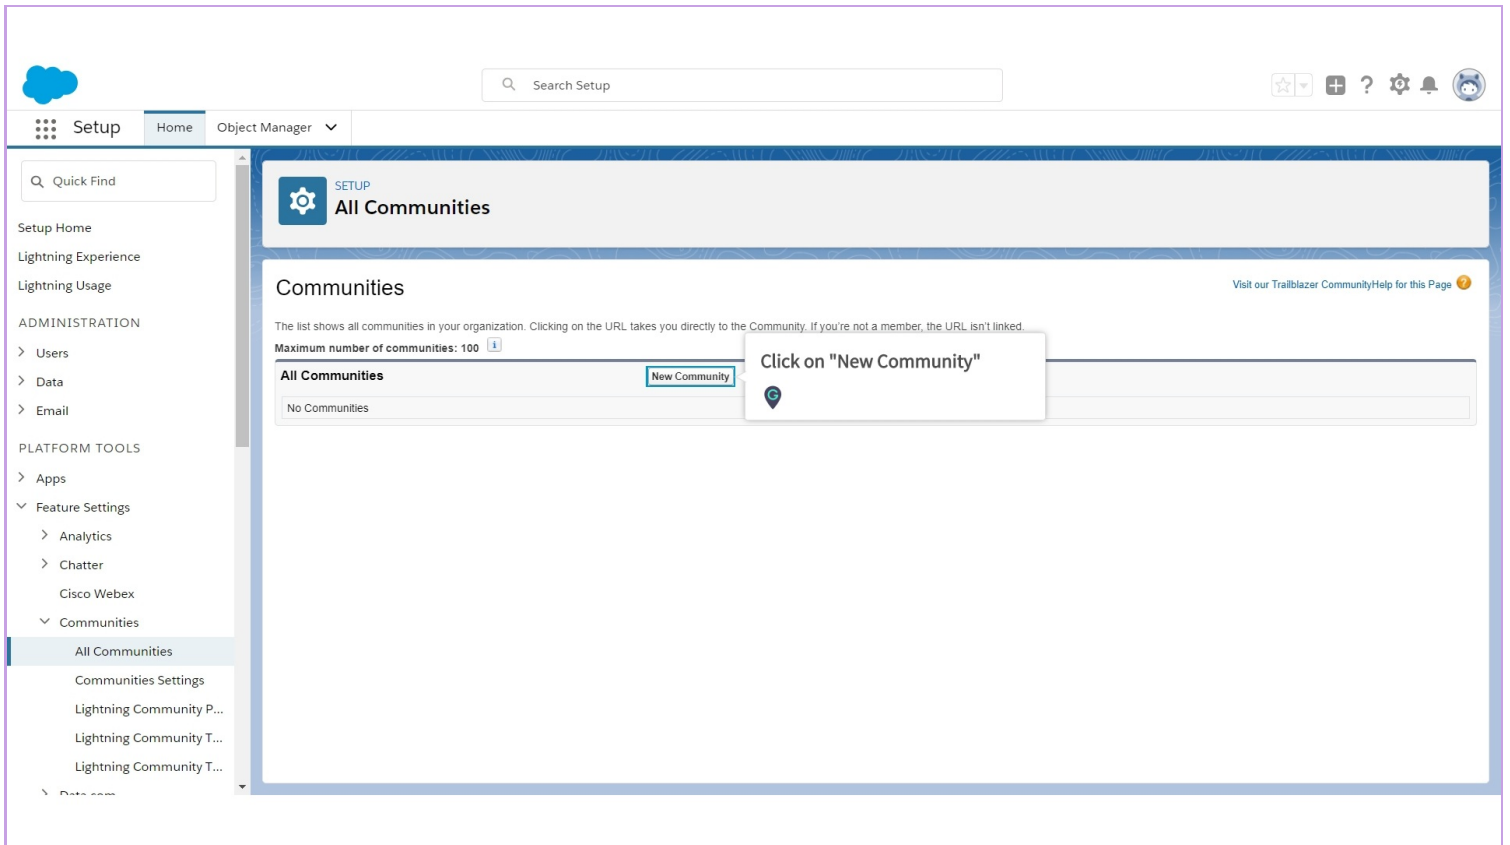 Search Setup
Setup
Home
Object Manager
Quick Find
Setup Home
Lightning Experience
Lightning Usage
ADMINISTRATION
Users
Data
Email
PLATFORM TOOLS
Apps
Feature Settings
Analytics
Chatter
Cisco Webex
Communities
All Communities
Communities Settings
Lightning Community P...
Lightning Community T...
Lightning Community T...
Data.com
SETUP
All Communities
Communities
Visit our Trailblazer CommunityHelp for this Page
The list shows all communities in your organization. Clicking on the URL takes you directly to the Community. If you're not a member, the URL isn't linked.
Maximum number of communities: 100
All Communities
New Community
No Communities
Click on "New Community"